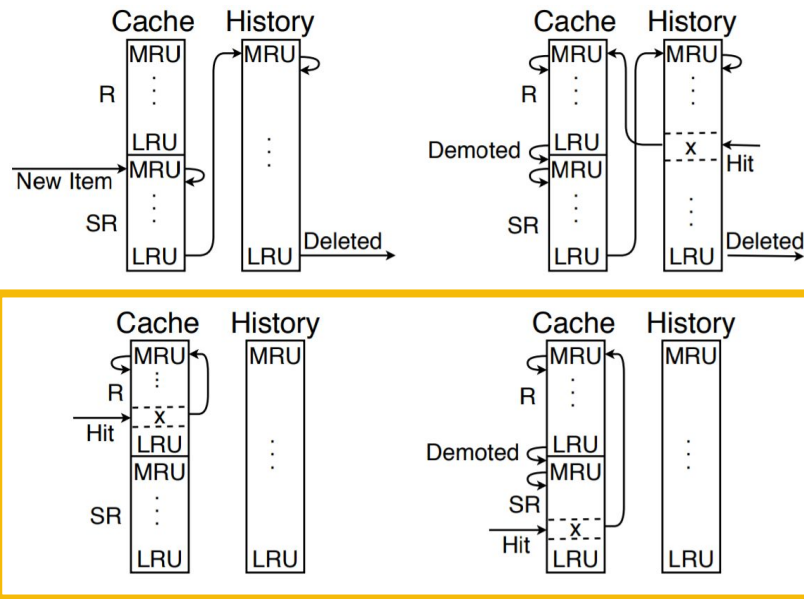 Cache History
MRU MRU
R
LRU
New Item MRU
SR
LRU LRU Deleted
Cache History
MRU MRU
R
Demoted LRU x Hit
MRU
SR
LRU LRU Deleted
Cache History
MRU MRU
R
Hit x
LRU
MRU
SR
LRU LRU
Cache History
MRU MRU
R
Demoted LRU
MRU
SR
Hit x
LRU LRU